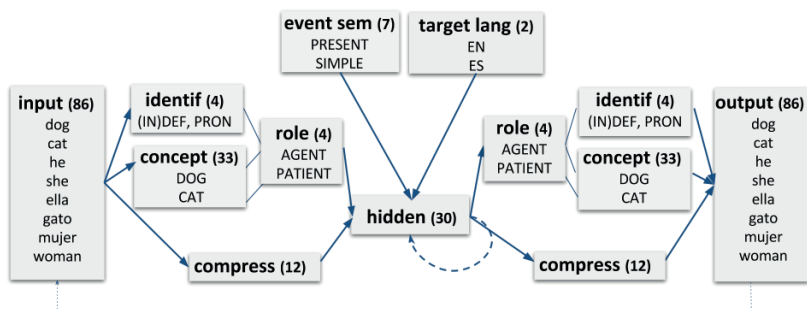 event sem (7)
PRESENT
SIMPLE
target lang (2)
EN
ES
input (86)
dog
cat
he
she
ella
gato
mujer
woman
identif (4)
(IN)DEF, PRON
concept (33)
DOG
CAT
role (4)
AGENT
PATIENT
compress (12)
hidden (30)
role (4)
AGENT
PATIENT
identif (4)
(IN)DEF, PRON
concept (33)
DOG
CAT
compress (12)
output (86)
dog
cat
he
she
ella
gato
mujer
woman